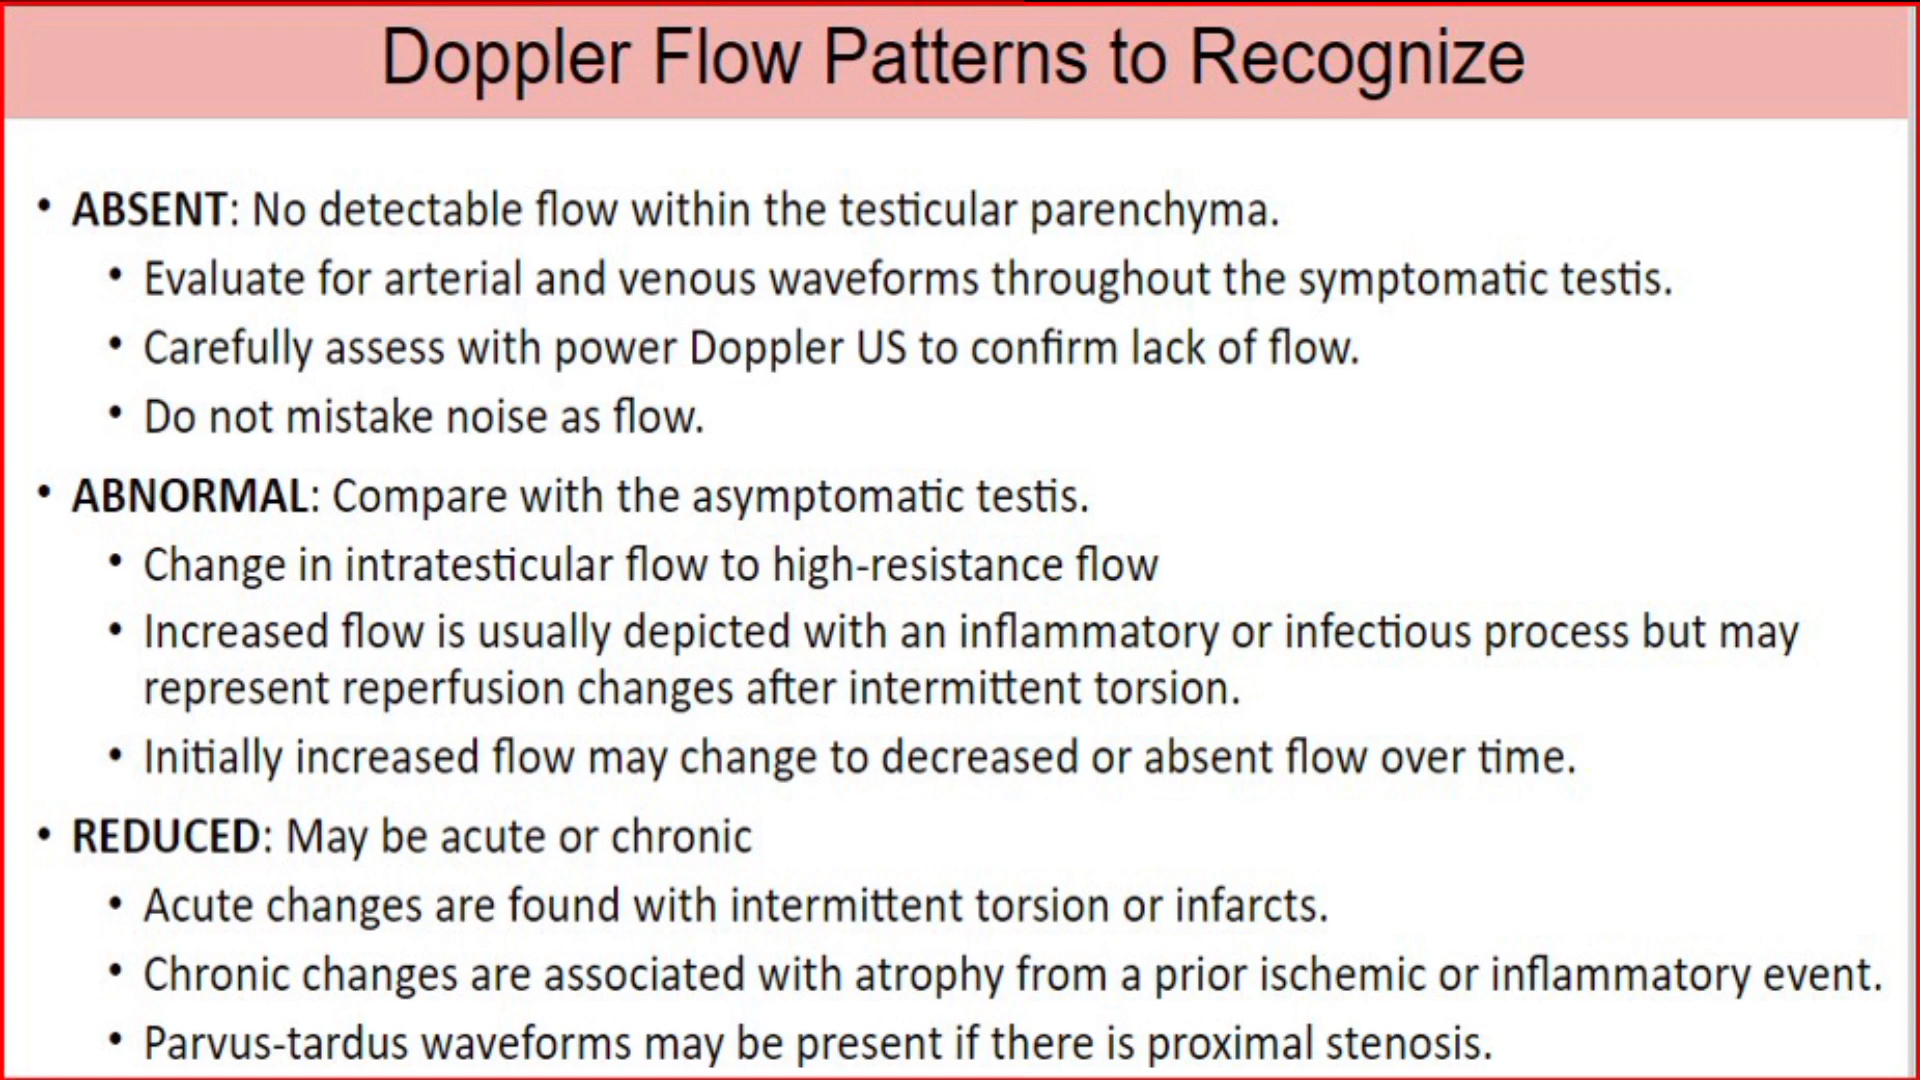 Doppler Flow Patterns to Recognize
• ABSENT: No detectable flow within the testicular parenchyma.
• Evaluate for arterial and venous waveforms throughout the symptomatic testis.
• Carefully assess with power Doppler US to confirm lack of flow.
• Do not mistake noise as flow.
• ABNORMAL: Compare with the asymptomatic testis.
• Change in intratesticular flow to high-resistance flow
• Increased flow is usually depicted with an inflammatory or infectious process but may
represent reperfusion changes after intermittent torsion.
• Initially increased flow may change to decreased or absent flow over time.
• REDUCED: May be acute or chronic
• Acute changes are found with intermittent torsion or infarcts.
• Chronic changes are associated with atrophy from a prior ischemic or inflammatory event.
• Parvus-tardus waveforms may be present if there is proximal stenosis.